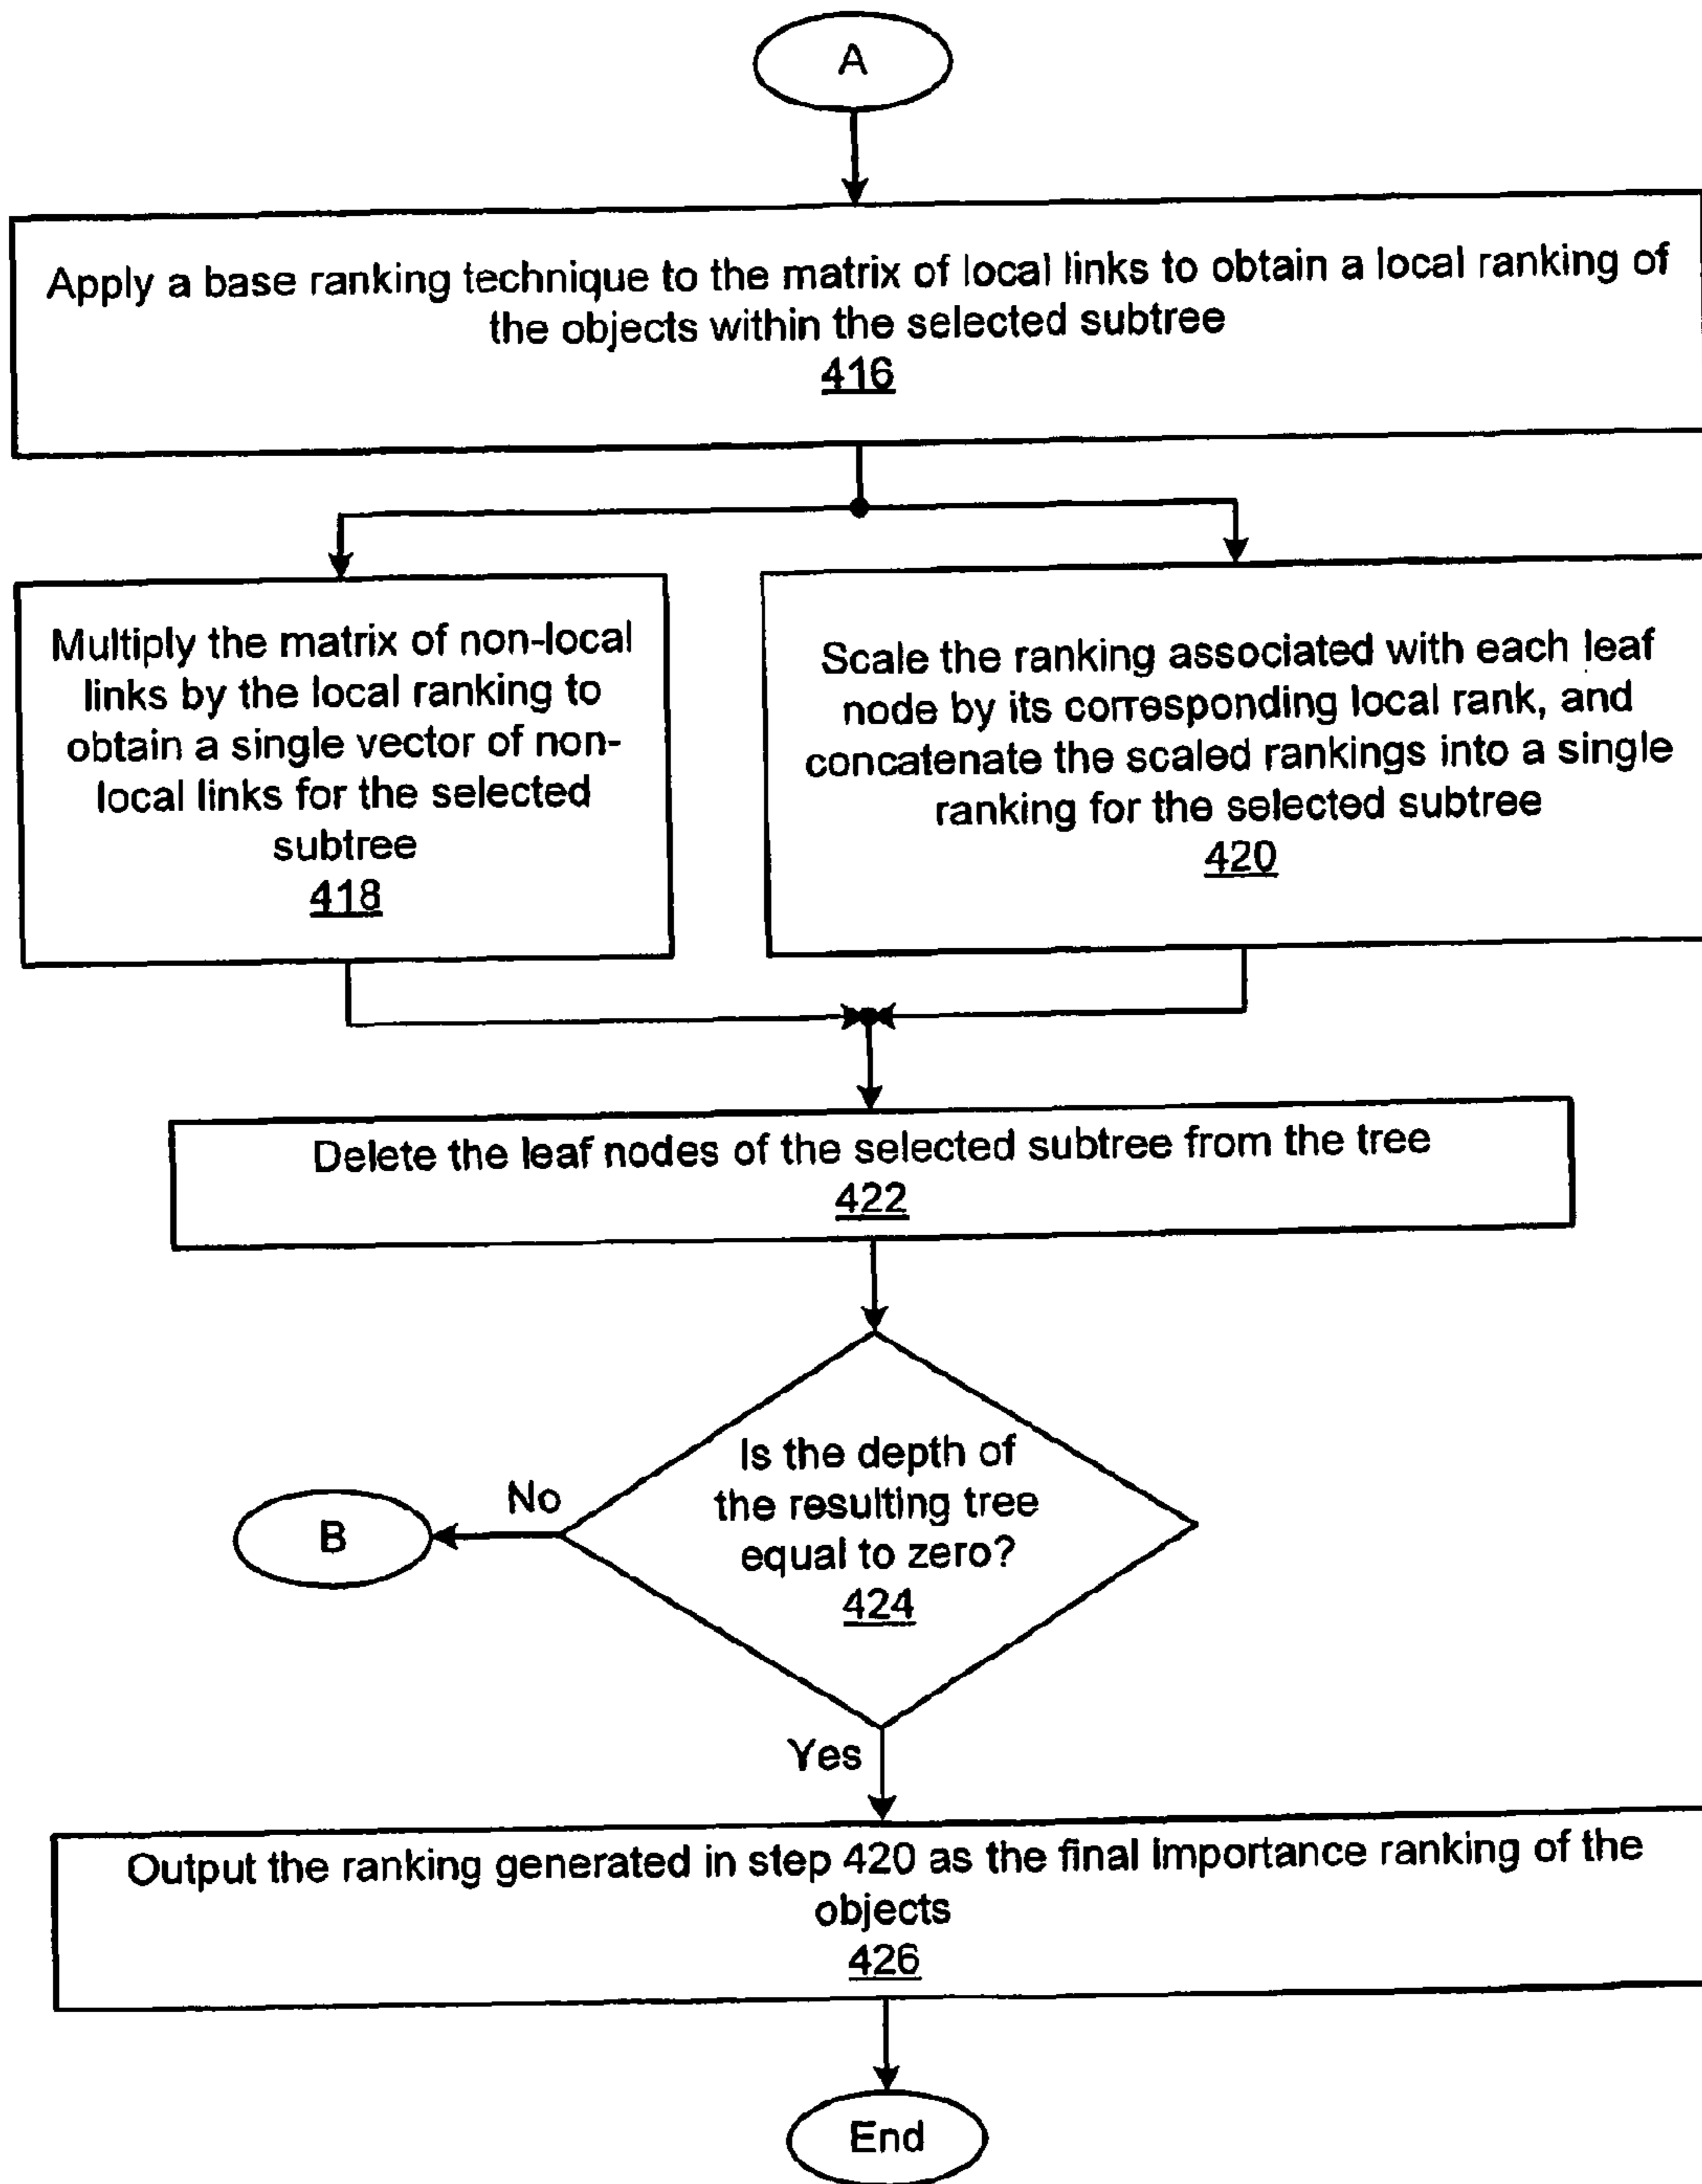 A
Apply a base ranking technique to the matrix of local links to obtain a local ranking of
the objects within the selected subtree
416
Multiply the matrix of non-local
links by the local ranking to
obtain a single vector of non-
local links for the selected
subtree
418
Scale the ranking associated with each leaf
node by its corresponding local rank, and
concatenate the scaled rankings into a single
ranking for the selected subtree
420
Delete the leaf nodes of the selected subtree from the tree
422
Is the depth of
the resulting tree
equal to zero?
424
No
B
Yes
Output the ranking generated in step 420 as the final importance ranking of the
objects
426
End